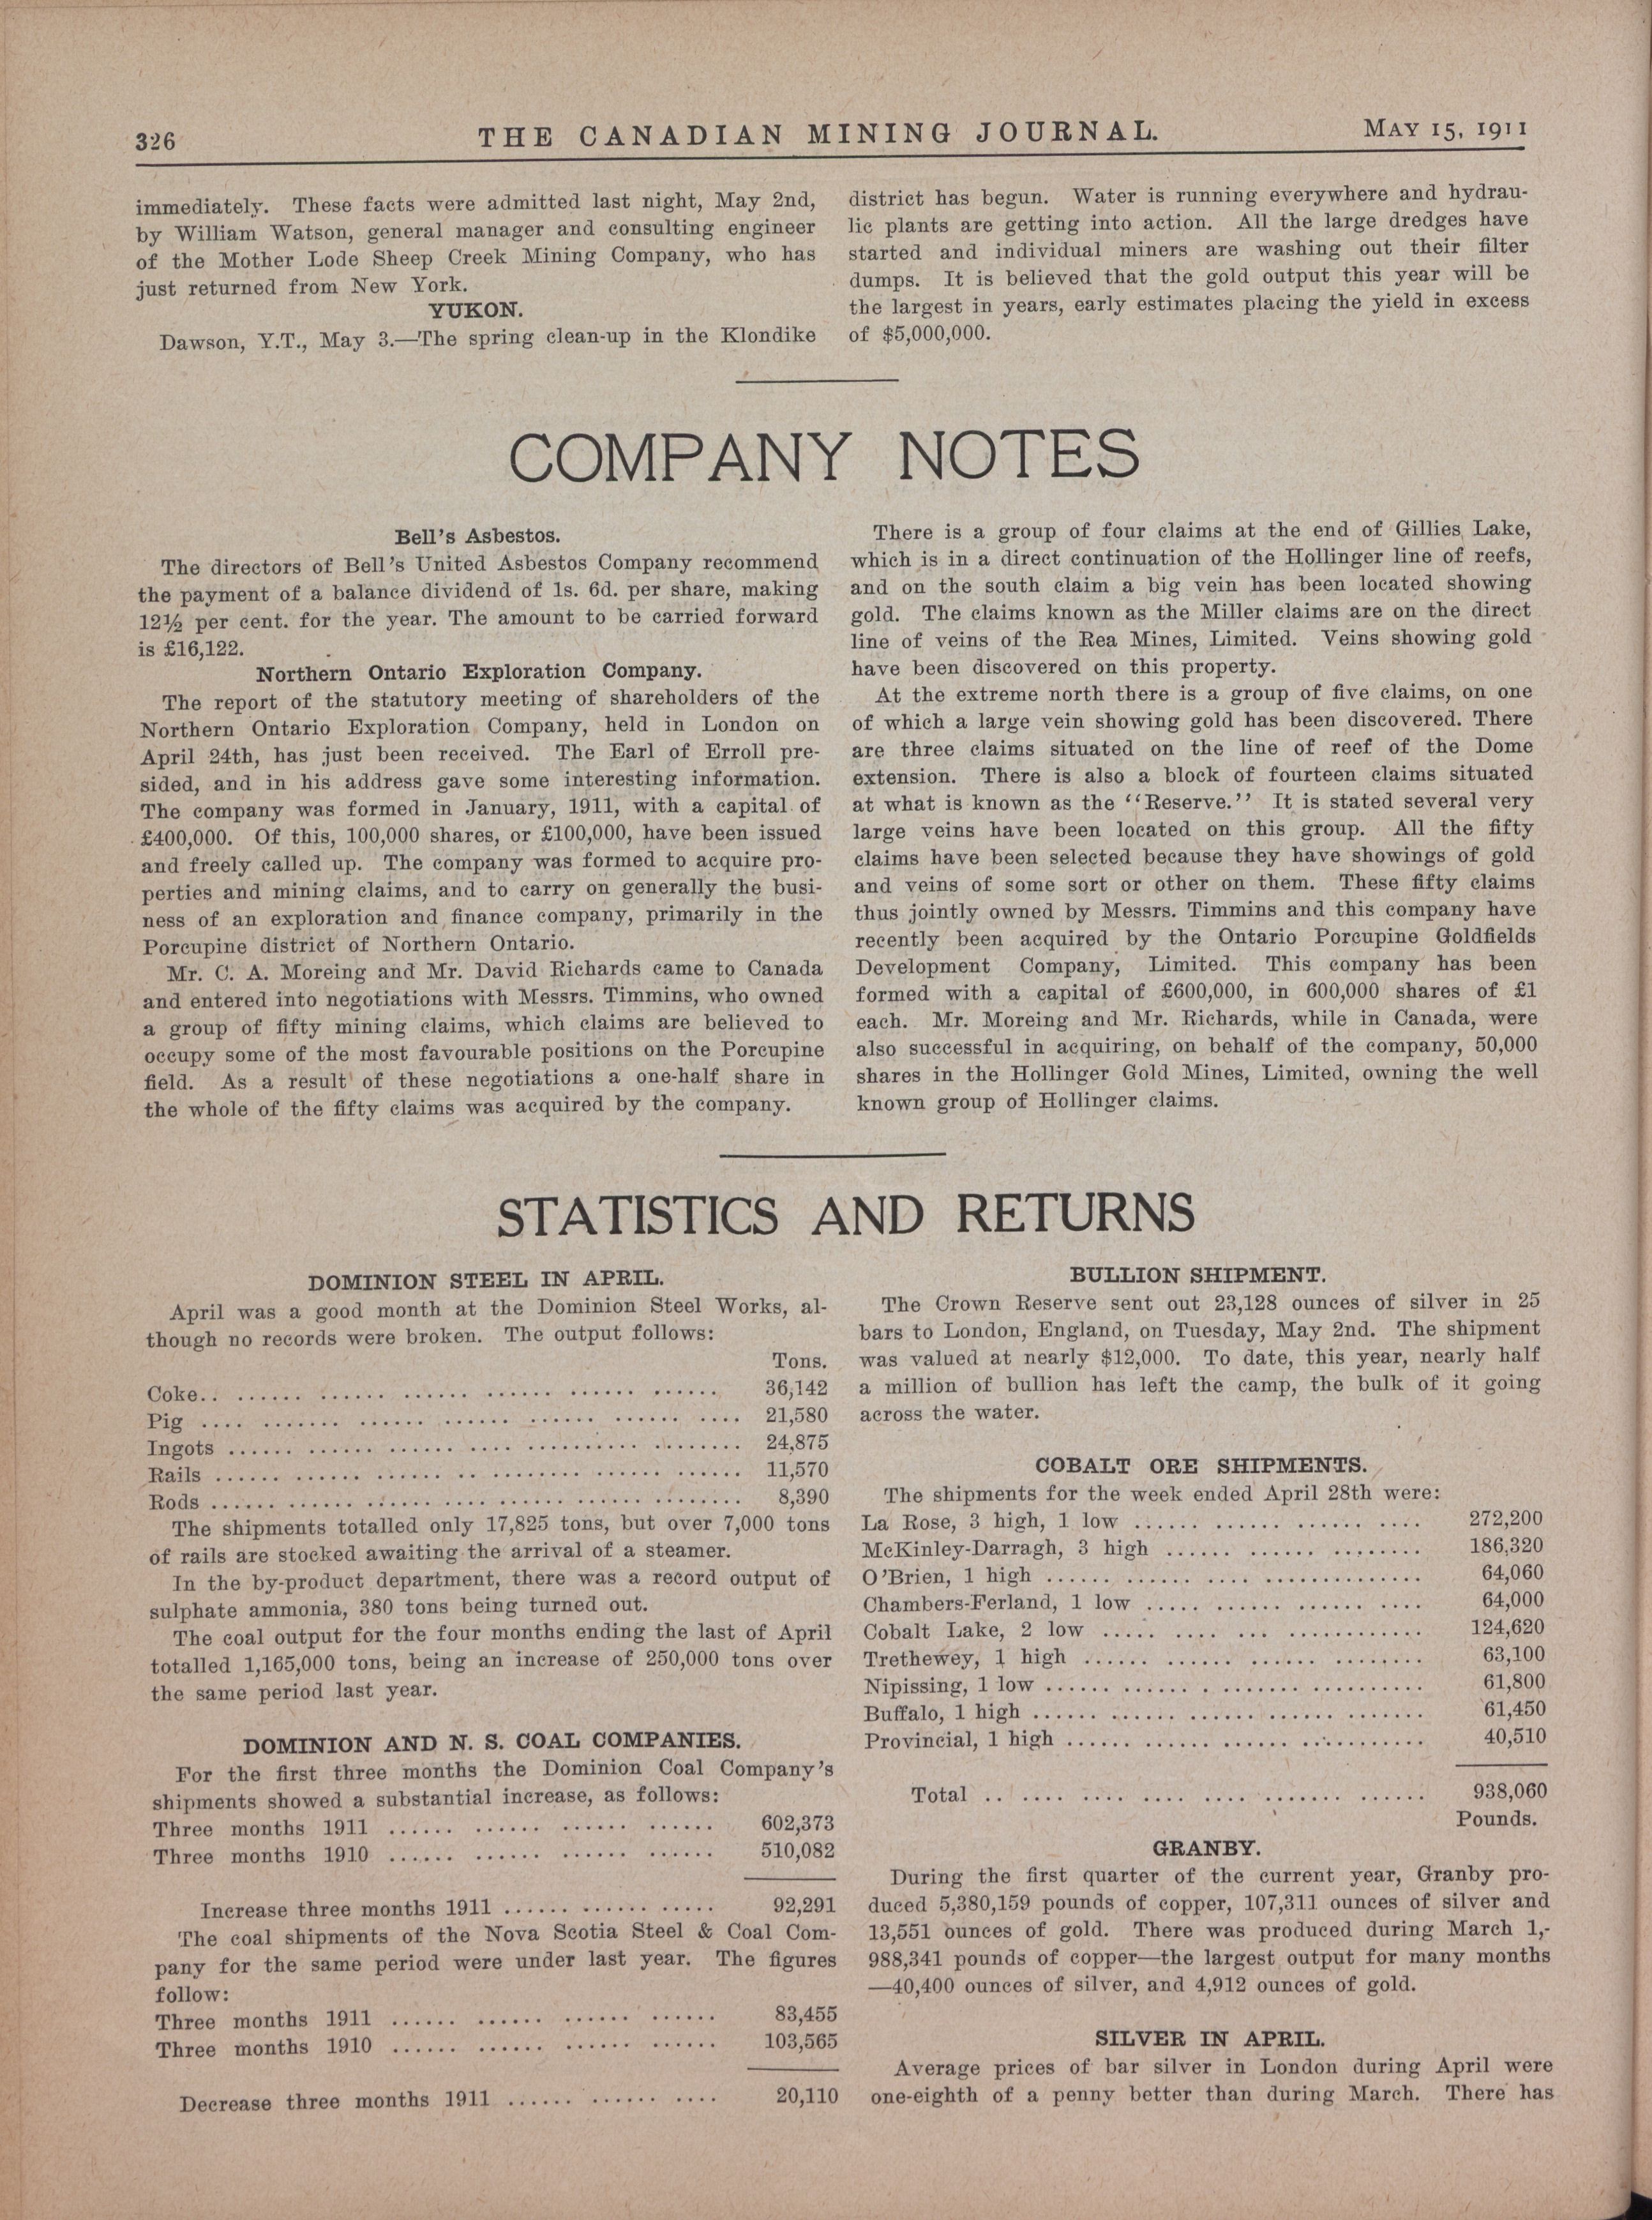 326
THE CANADIAN MINING JOURNAL.
MAY 15, 1911
immediately. These facts were admitted last night, May 2nd,
by William Watson, general manager and consulting engineer
of the Mother Lode Sheep Creek Mining Company, who has
just returned from New York.
YUKON.
Dawson, Y.T., May 3.—The spring clean-up in the Klondike
district has begun. Water is running everywhere and hydrau-
lic plants are getting into action. All the large dredges have
started and individual miners are washing out their filter
dumps. It is believed that the gold output this year will be
the largest in years, early estimates placing the yield in excess
of $5,000,000.
COMPANY NOTES
Bell's Asbestos.
The directors of Bell's United Asbestos Company recommend
the payment of a balance dividend of 1s. 6d. per share, making
12½ per cent. for the year. The amount to be carried forward
is £16,122.
Northern Ontario Exploration Company.
The report of the statutory meeting of shareholders of the
Northern Ontario Exploration Company, held in London on
April 24th, has just been received. The Earl of Erroll pre-
sided, and in his address gave some interesting information.
The company was formed in January, 1911, with a capital of
£400,000. Of this, 100,000 shares, or £100,000, have been issued
and freely called up. The company was formed to acquire pro-
perties and mining claims, and to carry on generally the busi-
ness of an exploration and finance company, primarily in the
Porcupine district of Northern Ontario.
Mr. C. A. Moreing and Mr. David Richards came to Canada
and entered into negotiations with Messrs. Timmins, who owned
a group of fifty mining claims, which claims are believed to
occupy some of the most favourable positions on the Porcupine
field. As a result of these negotiations a one-half share in
the whole of the fifty claims was acquired by the company.
There is a group of four claims at the end of Gillies Lake,
which is in a direct continuation of the Hollinger line of reefs,
and on the south claim a big vein has been located showing
gold. The claims known as the Miller claims are on the direct
line of veins of the Rea Mines, Limited. Veins showing gold
have been discovered on this property.
At the extreme north there is a group of five claims, on one
of which a large vein showing gold has been discovered. There
are three claims situated on the line of reef of the Dome
extension. There is also a block of fourteen claims situated
at what is known as the ''Reserve.'' It is stated several very
large veins have been located on this group. All the fifty
claims have been selected because they have showings of gold
and veins of some sort or other on them. These fifty claims
thus jointly owned by Messrs. Timmins and this company have
recently been acquired by the Ontario Porcupine Goldfields
Development Company, Limited. This company has been
formed with a capital of £600,000, in 600,000 shares of £1
each. Mr. Moreing and Mr. Richards, while in Canada, were
also successful in acquiring, on behalf of the company, 50,000
shares in the Hollinger Gold Mines, Limited, owning the well
known group of Hollinger claims.
STATISTICS AND RETURNS
DOMINION STEEL IN APRIL.
April was a good month at the Dominion Steel Works, al-
though no records were broken. The output follows:
Tons.
Coke.. ...... ...... ...... ...... ...... ...... 36,142
Pig .... ....... ...... ...... ...... ...... .... 21,580
Ingots ...... ...... ...... .... .......... ........ 24,875
Rails ...... ...... ...... .. ........ ...... ...... 11,570
Rods ...... ...... ...... .... ...... ...... ........ 8,390
The shipments totalled only 17,825 tons, but over 7,000 tons
of rails are stocked awaiting the arrival of a steamer.
In the by-product department, there was a record output of
sulphate ammonia, 380 tons being turned out.
The coal output for the four months ending the last of April
totalled 1,165,000 tons, being an increase of 250,000 tons over
the same period last year.
DOMINION AND N. S. COAL COMPANIES.
For the first three months the Dominion Coal Company's
shipments showed a substantial increase, as follows:
Three months 1911 ...... ...... ...... ...... 602,373
Three months 1910 ...... ...... ...... ...... 510,082
Increase three months 1911 ...... ...... ..... 92,291
The coal shipments of the Nova Scotia Steel & Coal Com-
pany for the same period were under last year. The figures
follow:
Three months 1911 ...... ...... ...... ...... 83,455
Three months 1910 ...... ...... ...... ...... 103,565
Decrease three months 1911 ...... ...... .... 20,110
BULLION SHIPMENT.
The Crown Reserve sent out 23,128 ounces of silver in 25
bars to London, England, on Tuesday, May 2nd. The shipment
was valued at nearly $12,000. To date, this year, nearly half
a million of bullion has left the camp, the bulk of it going
across the water.
COBALT ORE SHIPMENTS.
The shipments for the week ended April 28th were:
La Rose, 3 high, 1 low ...... ...... ...... .... 272,200
McKinley-Darragh, 3 high ...... ...... ........ 186,320
O'Brien, 1 high ...... ...... .... .............. 64,060
Chambers-Ferland, 1 low ..... ...... ...... .... 64,000
Cobalt Lake, 2 low ..... .... ... ............ 124,620
Trethewey, 1 high ...... ...... ...... ........ 63,100
Nipissing, 1 low ...... ...... . ....... .......... 61,800
Buffalo, 1 high ...... ...... ...... ...... ....... 61,450
Provincial, 1 high ...... ...... ...... ........... 40,510
Total .. .... .... .... .... ....... ...... 938,060
Pounds.
GRANBY.
During the first quarter of the current year, Granby pro-
duced 5,380,159 pounds of copper, 107,311 ounces of silver and
13,551 ounces of gold. There was produced during March 1,-
988,341 pounds of copper—the largest output for many months
—40,400 ounces of silver, and 4,912 ounces of gold.
SILVER IN APRIL.
Average prices of bar silver in London during April were
one-eighth of a penny better than during March. There has